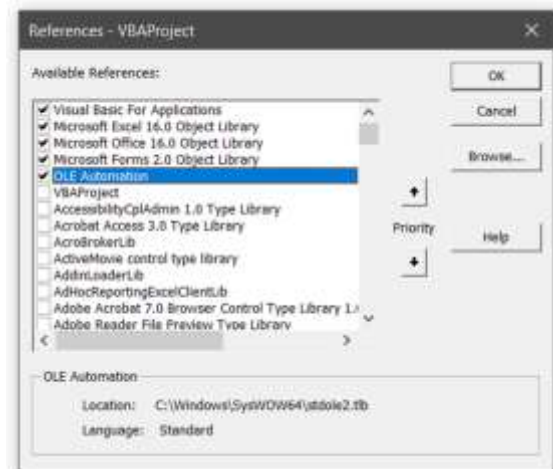 References - VBAProject
Available References:
OK
Visual Basic For Applications
Microsoft Excel 16.0 Object Library
Cancel
Microsoft Office 16.0 Object Library
Microsoft Forms 2.0 Object Library
Browse...
OLE Automation
VBAProject
AccessibilityCplAdmin 1.0 Type Library
Acrobat Access 3.0 Type Library
Priority
Help
AcroBrokerLib
ActiveMovie control type library
AddinLoaderLib
AdHocReportingExcelClientLib
Adobe Acrobat 7.0 Browser Control Type Library 1.
Adobe Reader File Preview Type Library
OLE Automation
Location: C:\Windows\SysWOW64\stdole2.tlb
Language: Standard